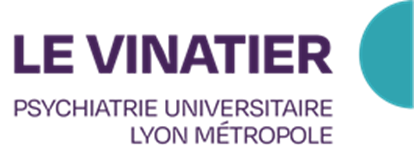 LE VINATIER
PSYCHIATRIE UNIVERSITAIRE
LYON MÉTROPOLE